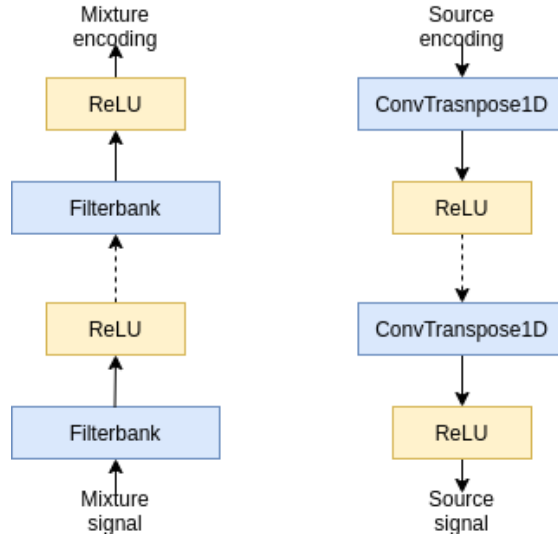 Mixture
encoding
ReLU
Filterbank
ReLU
Filterbank
Mixture
signal
Source
encoding
ConvTrasnpose1D
ReLU
ConvTranspose1D
ReLU
Source
signal